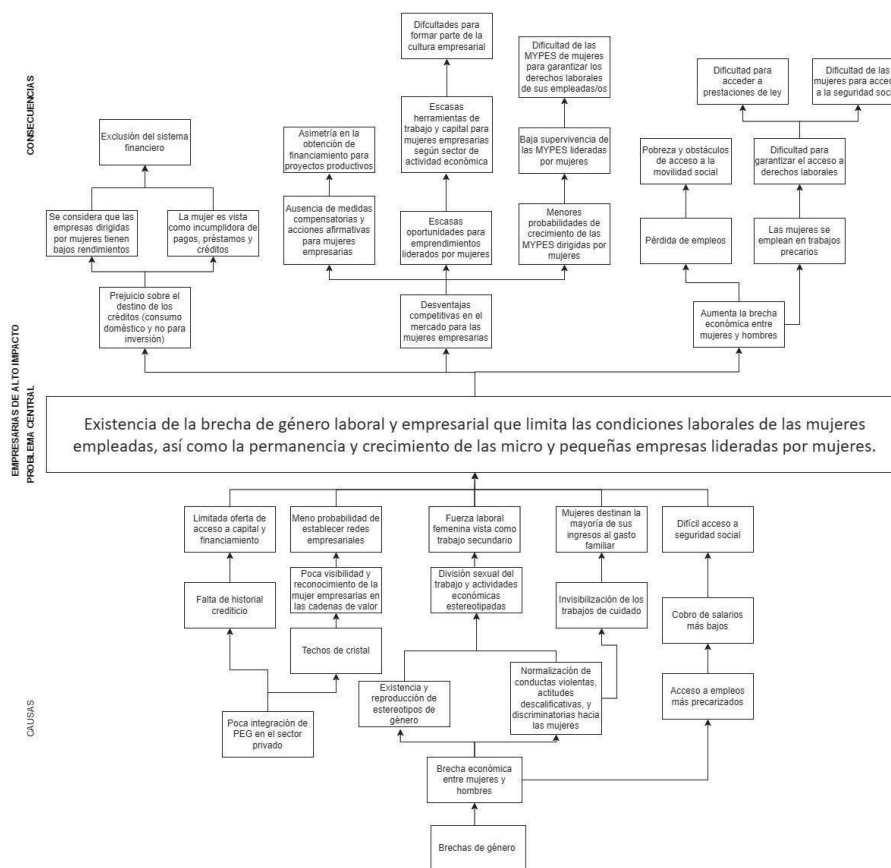 CONSECUENCIAS
Difcultades para
formar parte de la
cultura empresarial
Dificultad de las
MYPES de mujeres
para garantizar los
derechos laborales
de sus empleadas/os
Dificultad para
acceder a
prestaciones de ley
Dificultad de las
mujeres para acced
a la seguridad soci
Exclusión del sistema
financiero
Asimetría en la
obtención de
financiamiento para
proyectos productivos
Escasas
herramientas de
trabajo y capital para
mujeres empresarias
según sector de
actividad económica
Baja supervivencia
de las MYPES lideradas
por mujeres
Pobreza y obstáculos
de acceso a la
movilidad social
Dificultad para
garantizar el acceso a
derechos laborales
Se considera que las
empresas dirigidas
por mujeres tienen
bajos rendimientos
La mujer es vista
como incumplidora de
pagos, préstamos y
créditos
Ausencia de medidas
compensatorias y
acciones afirmativas
para mujeres
empresarias
Escasas
oportunidades para
emprendimientos
liderados por mujeres
Menores
probabilidades de
crecimiento de las
MYPES dirigidas por
mujeres
Pérdida de empleos
Las mujeres se
emplean en trabajos
precarios
Prejuicio sobre el
destino de los
créditos (consumo
doméstico y no para
inversión)
Desventajas
competitivas en el
mercado para las
mujeres empresarias
Aumenta la brecha
económica entre
mujeres y hombres
EMPRESARIAS DE ALTO IMPACTO
PROBLEMA CENTRAL
Existencia de la brecha de género laboral y empresarial que limita las condiciones laborales de las mujeres
empleadas, así como la permanencia y crecimiento de las micro y pequeñas empresas lideradas por mujeres.
CAUSAS
Limitada oferta de
acceso a capital y
financiamiento
Meno probabilidad de
establecer redes
empresariales
Fuerza laboral
femenina vista como
trabajo secundario
Mujeres destinan la
mayoría de sus
ingresos al gasto
familiar
Difícil acceso a
seguridad social
Falta de historial
crediticio
Poca visibilidad y
reconocimiento de la
mujer empresarias en
las cadenas de valor
División sexual del
trabajo y actividades
económicas
estereotipadas
Invisibilización de los
trabajos de cuidado
Cobro de salarios
más bajos
Techos de cristal
Existencia y
reproducción de
estereotipos de
género
Normalización de
conductas violentas,
actitudes
descalificativas, y
discriminatorias hacia
las mujeres
Acceso a empleos
más precarizados
Poca integración de
PEG en el sector
privado
Brecha económica
entre mujeres y
hombres
Brechas de género